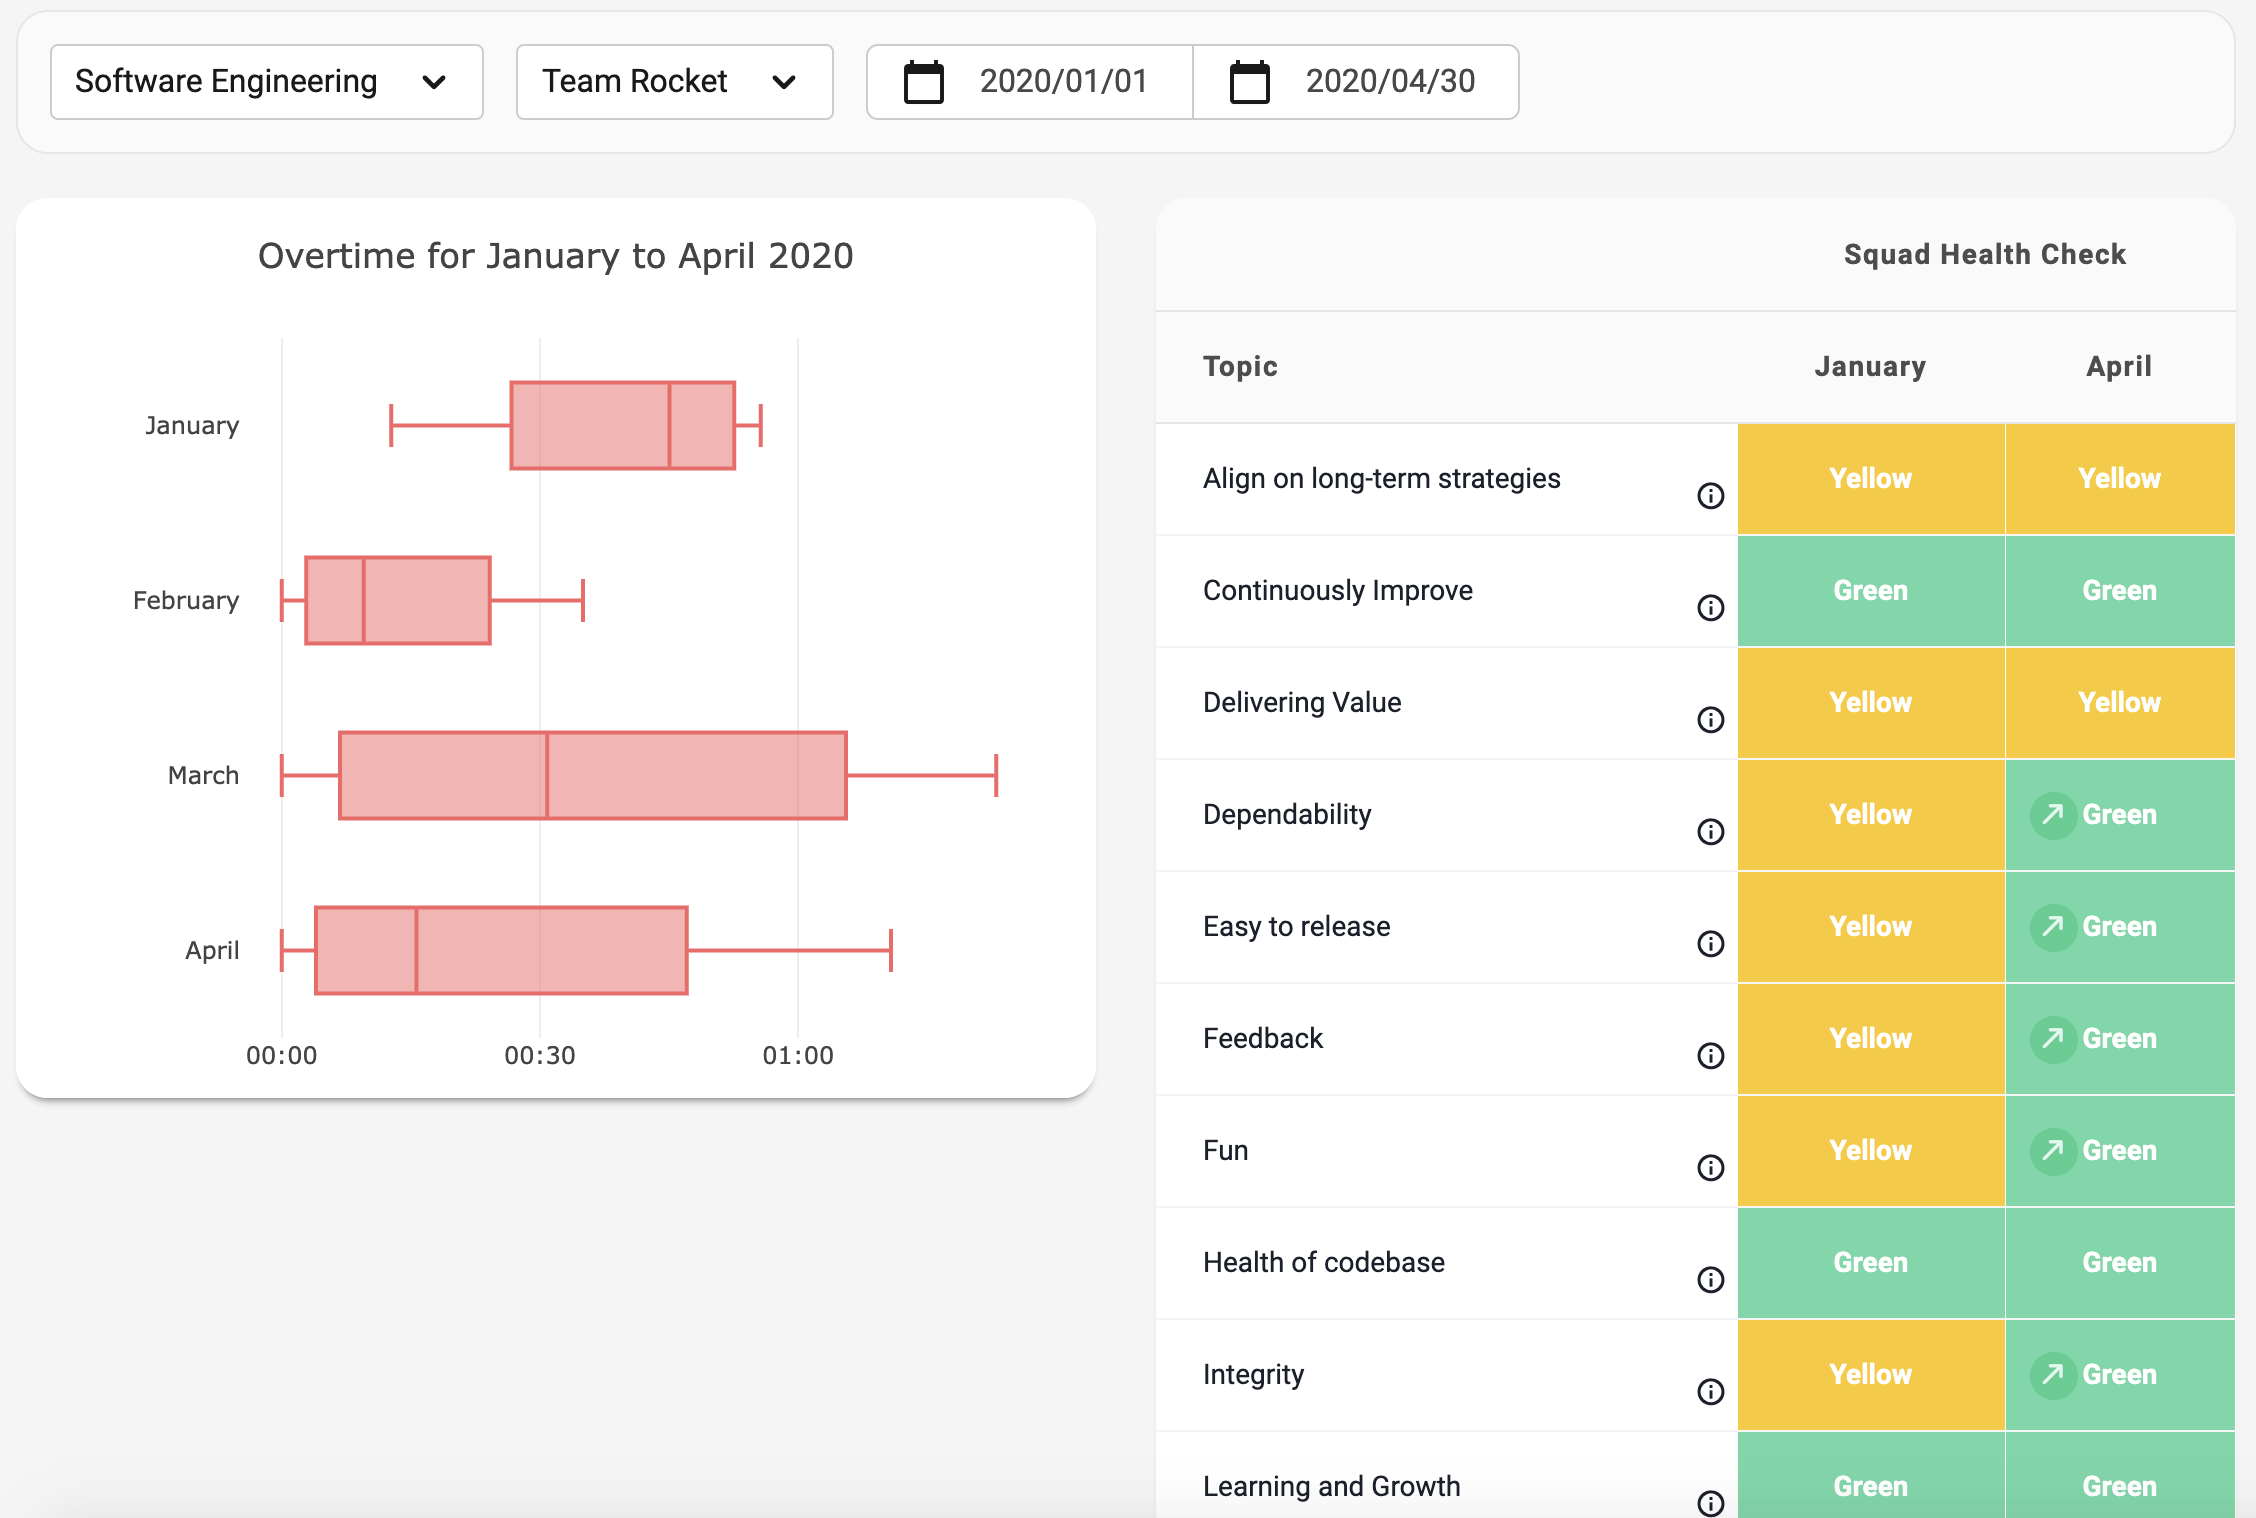 Software Engineering
Team Rocket
2020/01/01
2020/04/30
Overtime for January to April 2020
January
February
March
April
00:00 00:30 01:00
Squad Health Check
Topic January April
Align on long-term strategies Yellow Yellow
Continuously Improve Green Green
Delivering Value Yellow Yellow
Dependability Yellow Green
Easy to release Yellow Green
Feedback Yellow Green
Fun Yellow Green
Health of codebase Green Green
Integrity Yellow Green
Learning and Growth Green Green